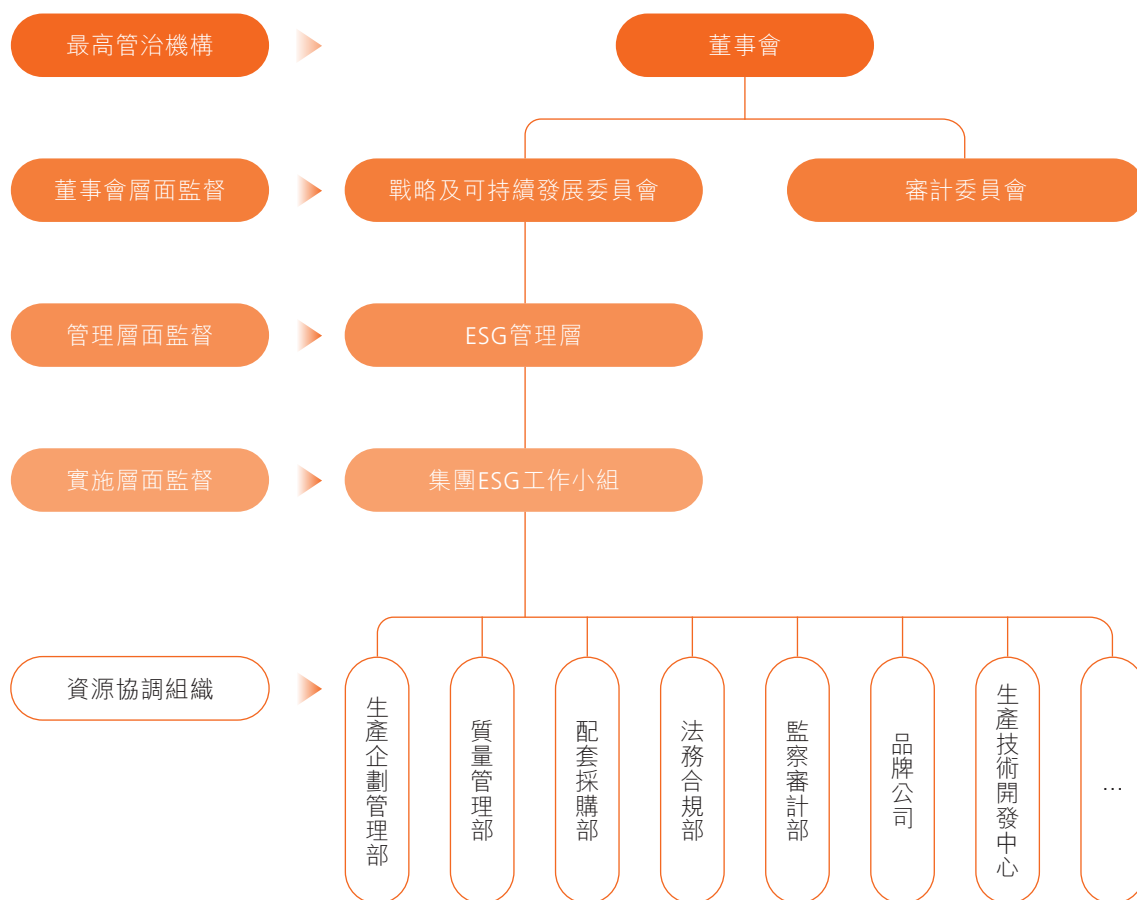 最高管治機構
董事會
董事會層面監督
戰略及可持續發展委員會
審計委員會
管理層面監督
ESG管理層
實施層面監督
集團ESG工作小組
資源協調組織
生產企劃管理部
質量管理部
配套採購部
法務合規部
監察審計部
品牌公司
生產技術開發中心
…